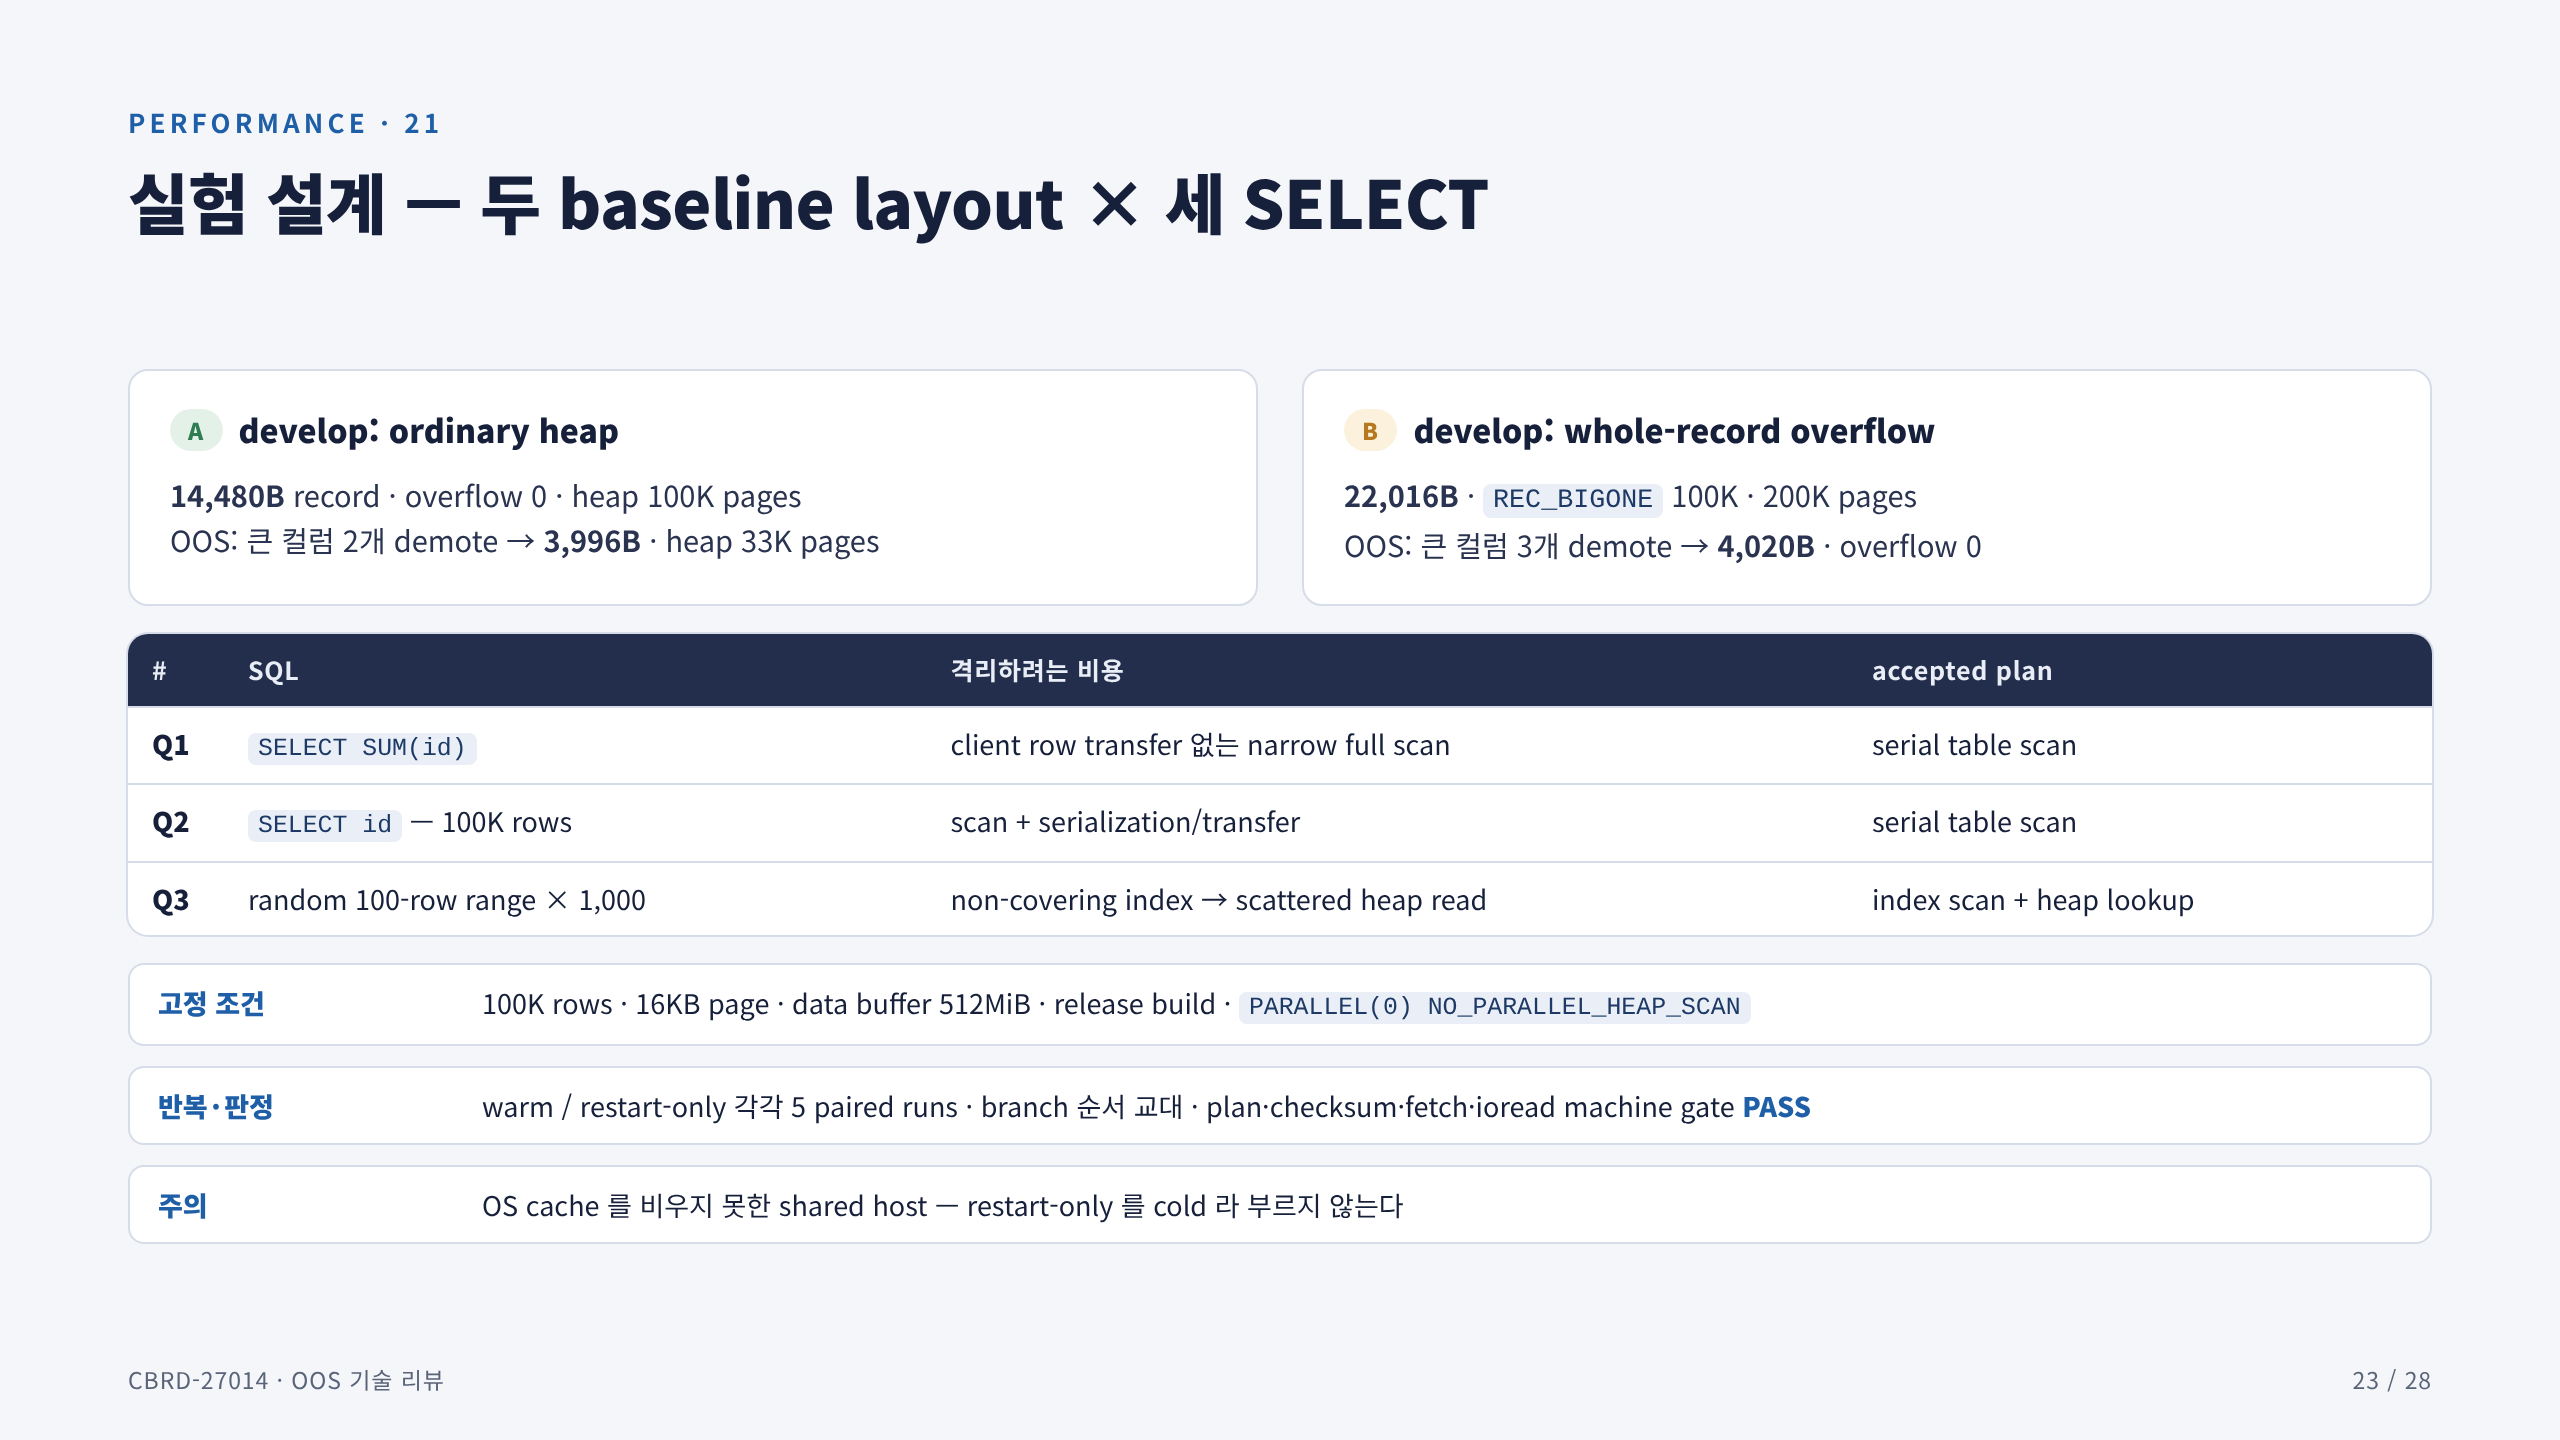 PERFORMANCE · 21
실험 설계 — 두 baseline layout × 세 SELECT
A develop: ordinary heap
14,480B record · overflow 0 · heap 100K pages
OOS: 큰 컬럼 2개 demote → 3,996B · heap 33K pages
B develop: whole-record overflow
22,016B · REC_BIGONE 100K · 200K pages
OOS: 큰 컬럼 3개 demote → 4,020B · overflow 0
# SQL 격리하려는 비용 accepted plan
Q1 SELECT SUM(id) client row transfer 없는 narrow full scan serial table scan
Q2 SELECT id — 100K rows scan + serialization/transfer serial table scan
Q3 random 100-row range × 1,000 non-covering index → scattered heap read index scan + heap lookup
고정 조건 100K rows · 16KB page · data buffer 512MiB · release build · PARALLEL(0) NO_PARALLEL_HEAP_SCAN
반복·판정 warm / restart-only 각각 5 paired runs · branch 순서 교대 · plan·checksum·fetch·ioread machine gate PASS
주의 OS cache 를 비우지 못한 shared host — restart-only 를 cold 라 부르지 않는다
CBRD-27014 · OOS 기술 리뷰
23 / 28